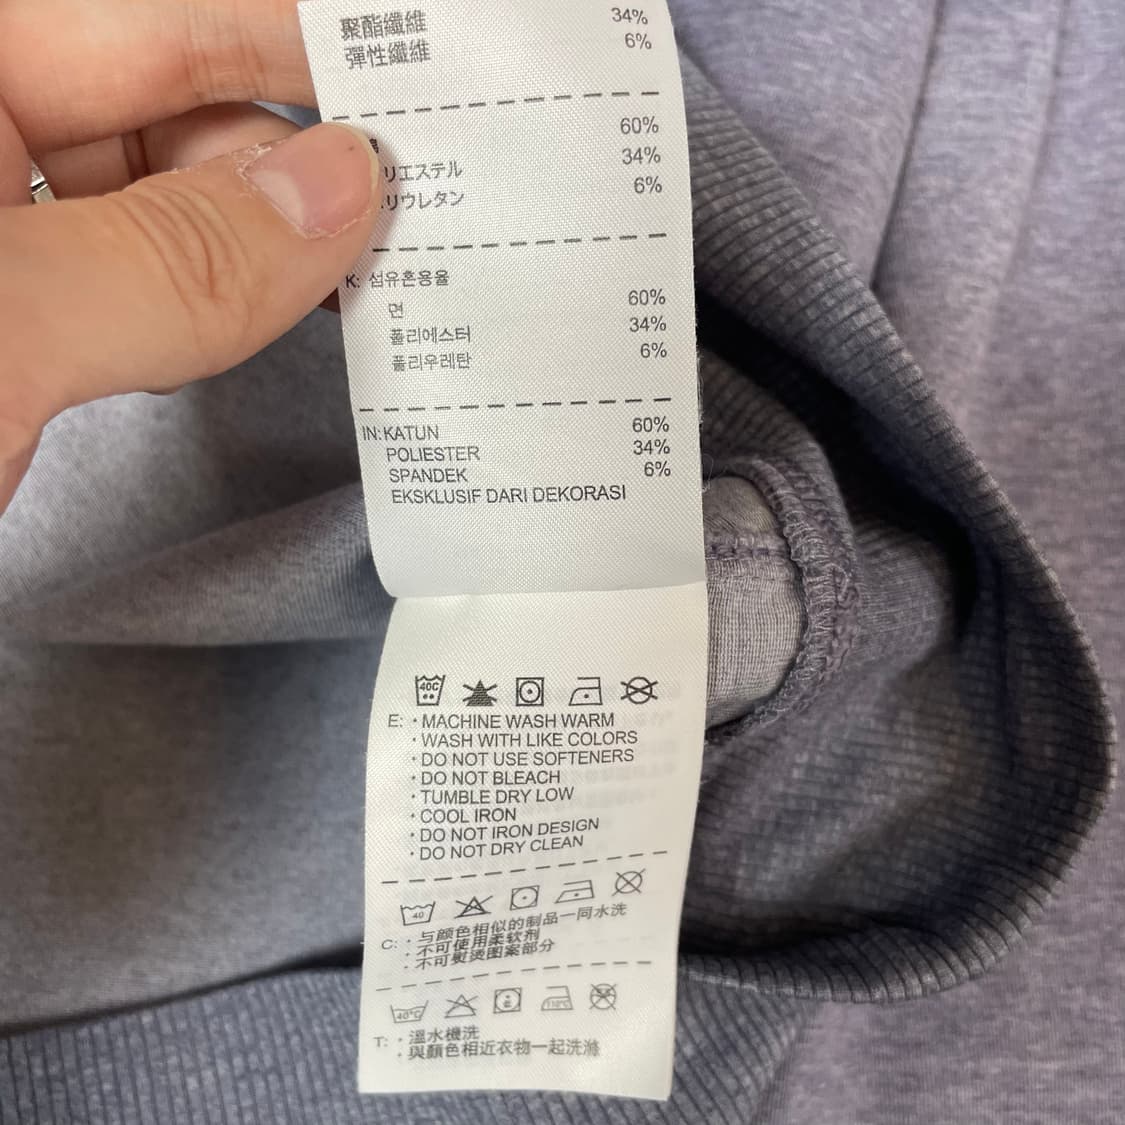 聚酯纖維 34%
彈性纖維 6%
60%
リエステル 34%
リウレタン 6%
K: 섬유혼용율
면 60%
폴리에스터 34%
폴리우레탄 6%
IN: KATUN 60%
POLIESTER 34%
SPANDEK 6%
EKSKLUSIF DARI DEKORASI
40C
E: · MACHINE WASH WARM
· WASH WITH LIKE COLORS
· DO NOT USE SOFTENERS
· DO NOT BLEACH
· TUMBLE DRY LOW
· COOL IRON
· DO NOT IRON DESIGN
· DO NOT DRY CLEAN
40
C: · 与颜色相似的制品一同水洗
· 不可使用柔软剂
· 不可熨烫图案部分
40°C 110°C
T: · 溫水機洗
· 與顏色相近衣物一起洗滌